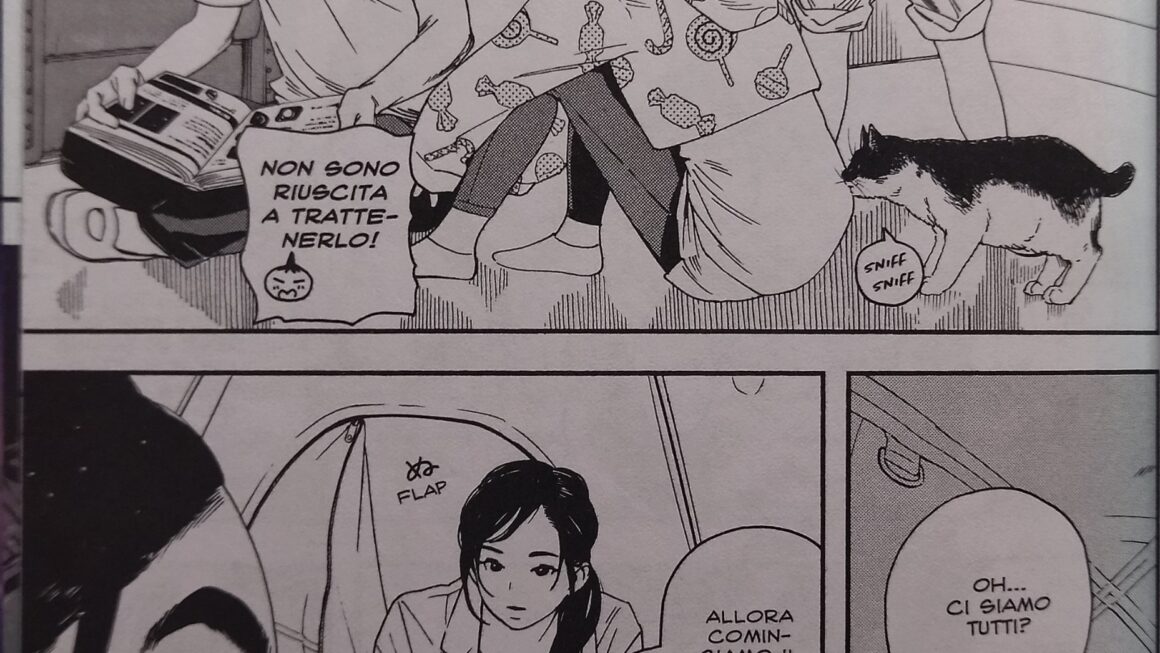 NON SONO
RIUSCITA
A TRATTE-
NERLO!
SNIFF
SNIFF
OH...
CI SIAMO
TUTTI?
ぬ
FLAP
ALLORA
COMIN-